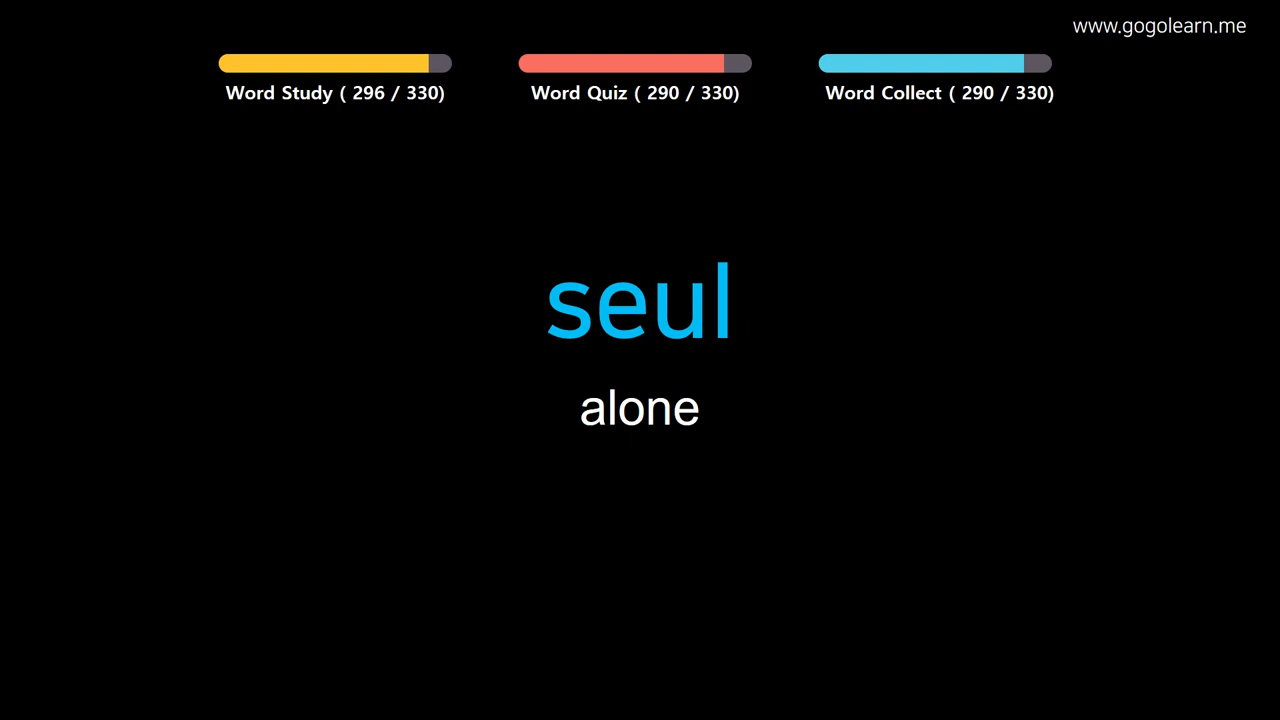 www.gogolearn.me
Word Study ( 296 / 330)
Word Quiz ( 290 / 330)
Word Collect ( 290 / 330)
seul
alone